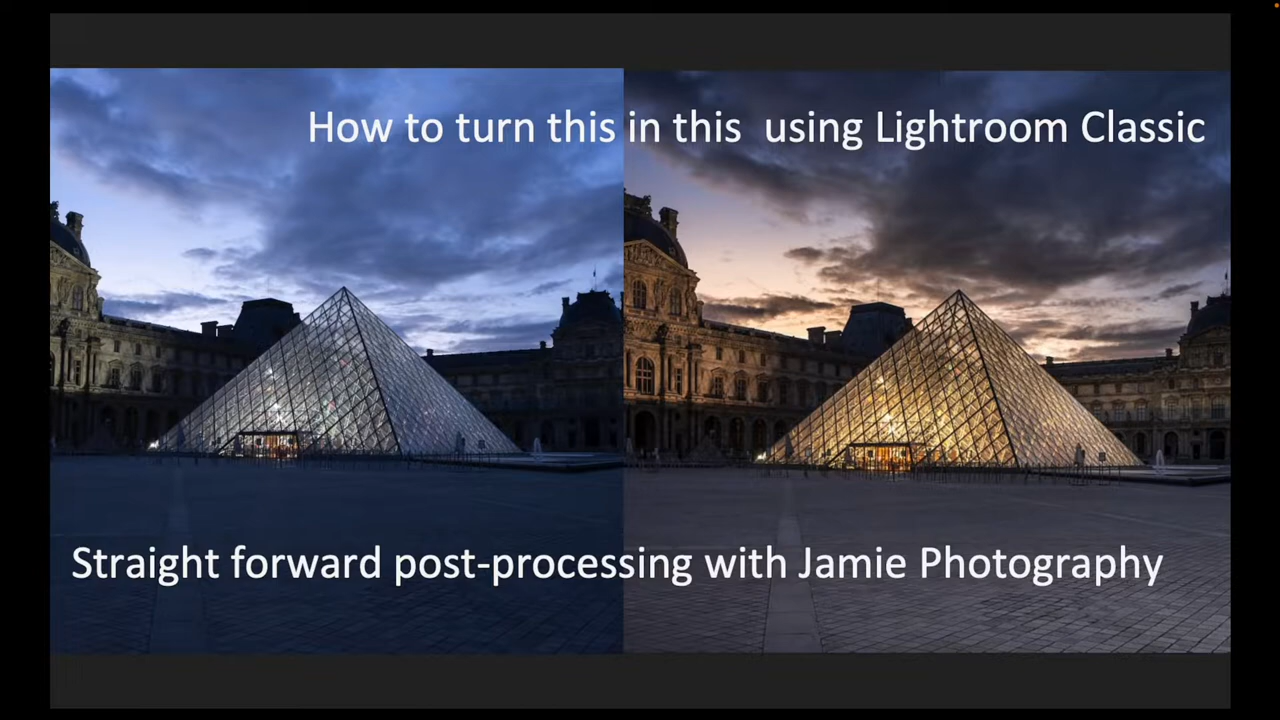 How to turn this in this  using Lightroom Classic
Straight forward post-processing with Jamie Photography